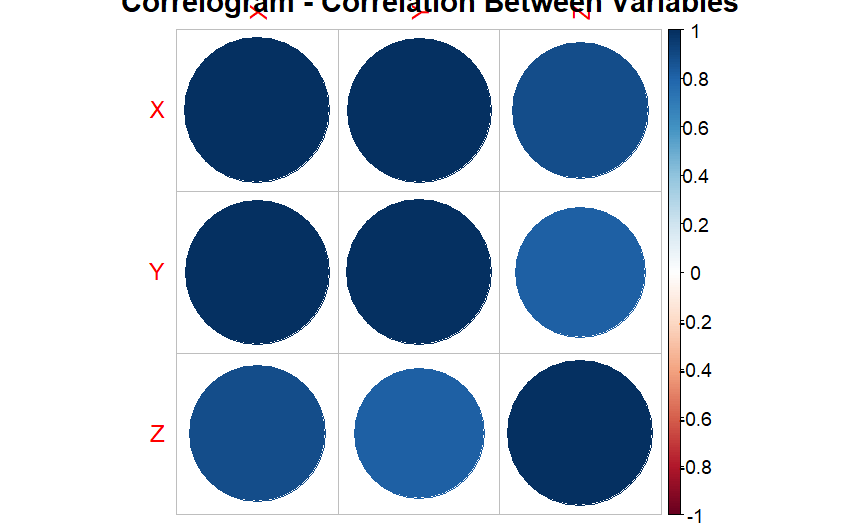 Correlogram - Correlation Between Variables
X Y Z
1
X
0.8
0.6
0.4
0.2
Y
0
-0.2
-0.4
Z
-0.6
-0.8
-1